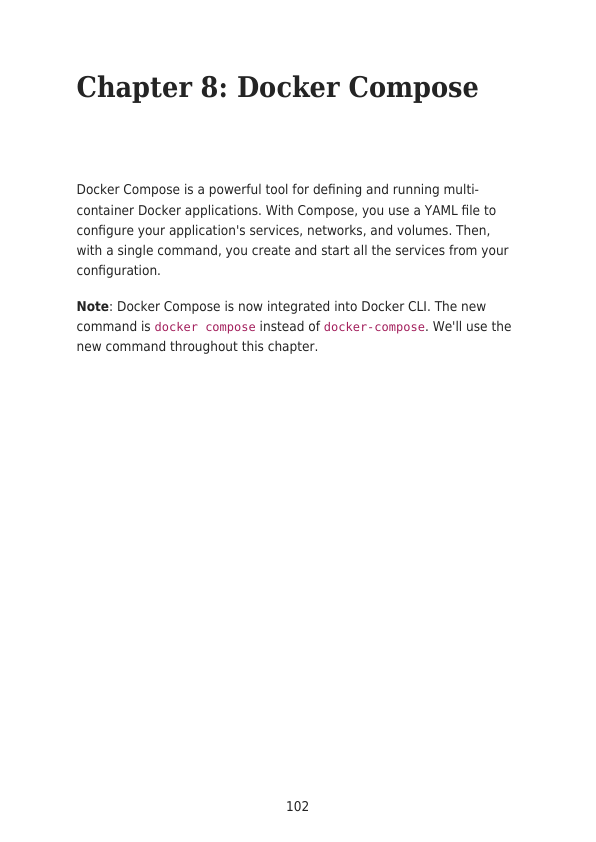 Chapter 8: Docker Compose
Docker Compose is a powerful tool for defining and running multi-
container Docker applications. With Compose, you use a YAML file to
configure your application's services, networks, and volumes. Then,
with a single command, you create and start all the services from your
configuration.
Note: Docker Compose is now integrated into Docker CLI. The new
command is docker compose instead of docker-compose. We'll use the
new command throughout this chapter.
102